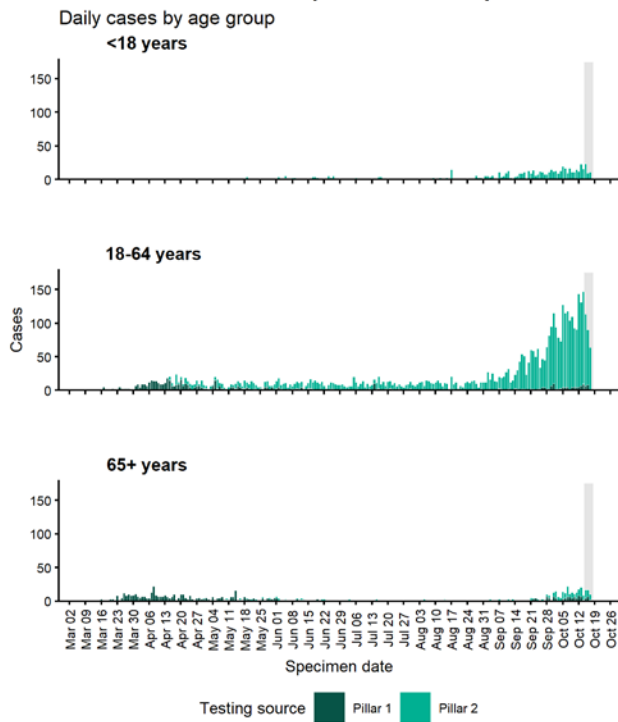 Daily cases by age group
<18 years
150
100
50
0
18-64 years
150
100
50
0
Cases
65+ years
150
100
50
0
Mar 02 Mar 09 Mar 16 Mar 23 Mar 30 Apr 06 Apr 13 Apr 20 Apr 27 May 04 May 11 May 18 May 25 Jun 01 Jun 08 Jun 15 Jun 22 Jun 29 Jul 06 Jul 13 Jul 20 Jul 27 Aug 03 Aug 10 Aug 17 Aug 24 Aug 31 Sep 07 Sep 14 Sep 21 Sep 28 Oct 05 Oct 12 Oct 19 Oct 26
Specimen date
Testing source Pillar 1 Pillar 2